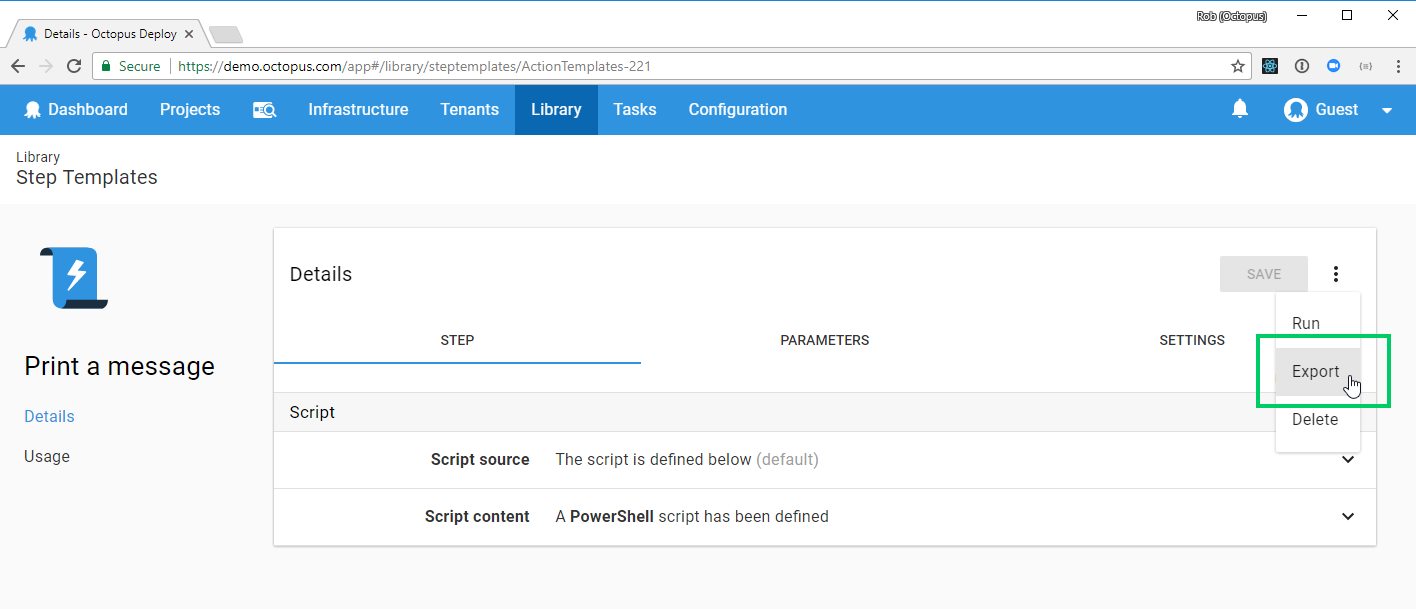 Rob (Octopus)
Details - Octopus Deploy
Secure https://demo.octopus.com/app#/library/steptemplates/ActionTemplates-221
Dashboard Projects Infrastructure Tenants Library Tasks Configuration Guest
Library
Step Templates
Details SAVE
Run
STEP PARAMETERS SETTINGS
Print a message
Export
Details
Script
Delete
Usage
Script source The script is defined below (default)
Script content A PowerShell script has been defined